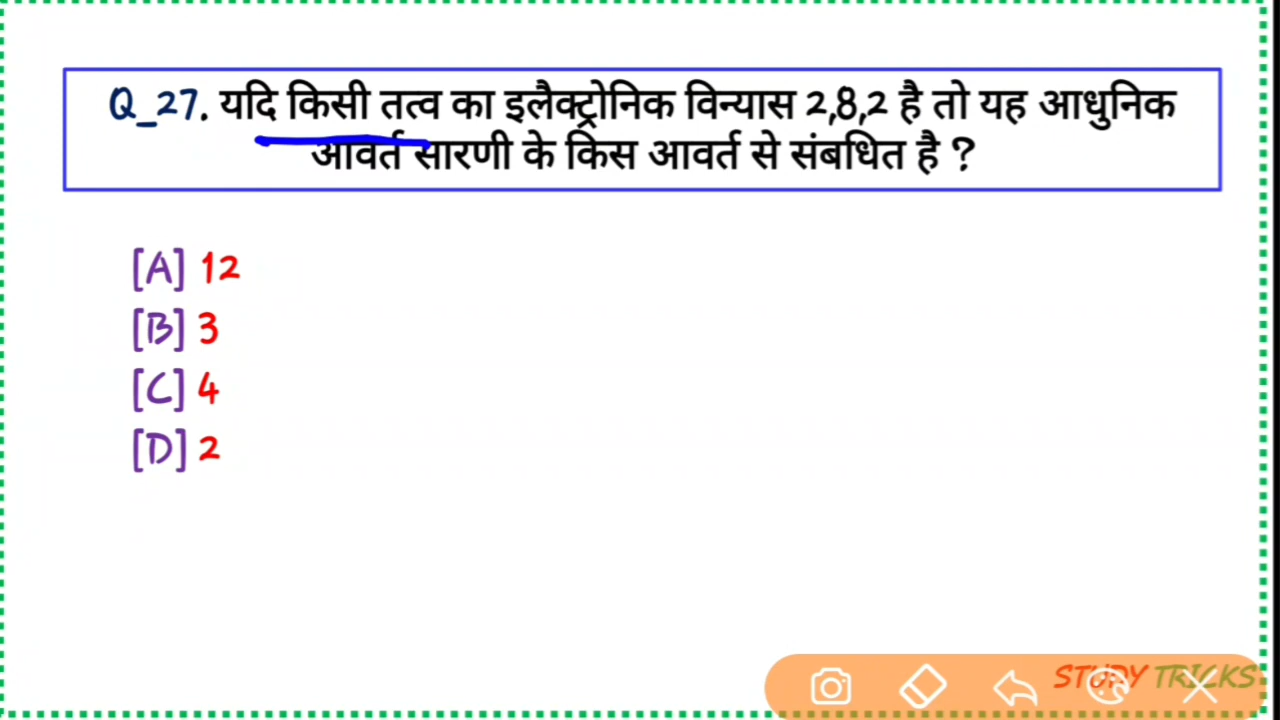 Q_27. यदि किसी तत्व का इलैक्ट्रोनिक विन्यास 2,8,2 है तो यह आधुनिक
आवर्त सारणी के किस आवर्त से संबधित है ?
[A] 12
[B] 3
[C] 4
[D] 2
STUDY TRICKS